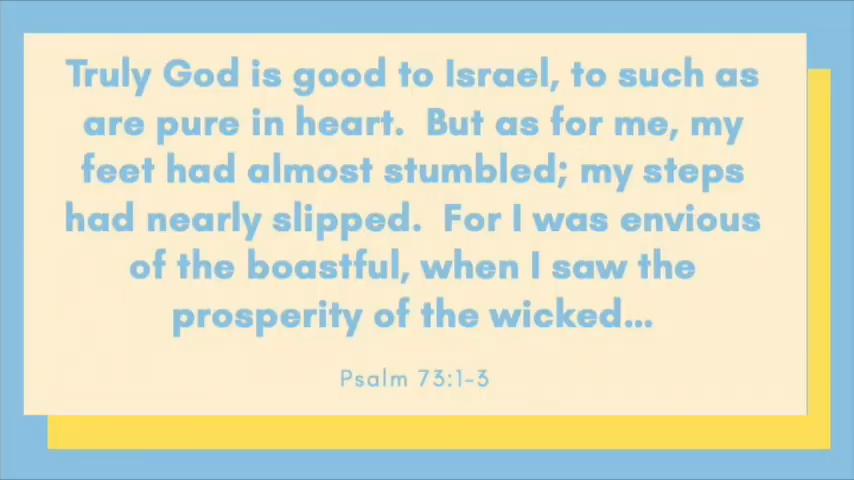 Truly God is good to Israel, to such as
are pure in heart.  But as for me, my
feet had almost stumbled; my steps
had nearly slipped.  For I was envious
of the boastful, when I saw the
prosperity of the wicked...
Psalm 73:1-3